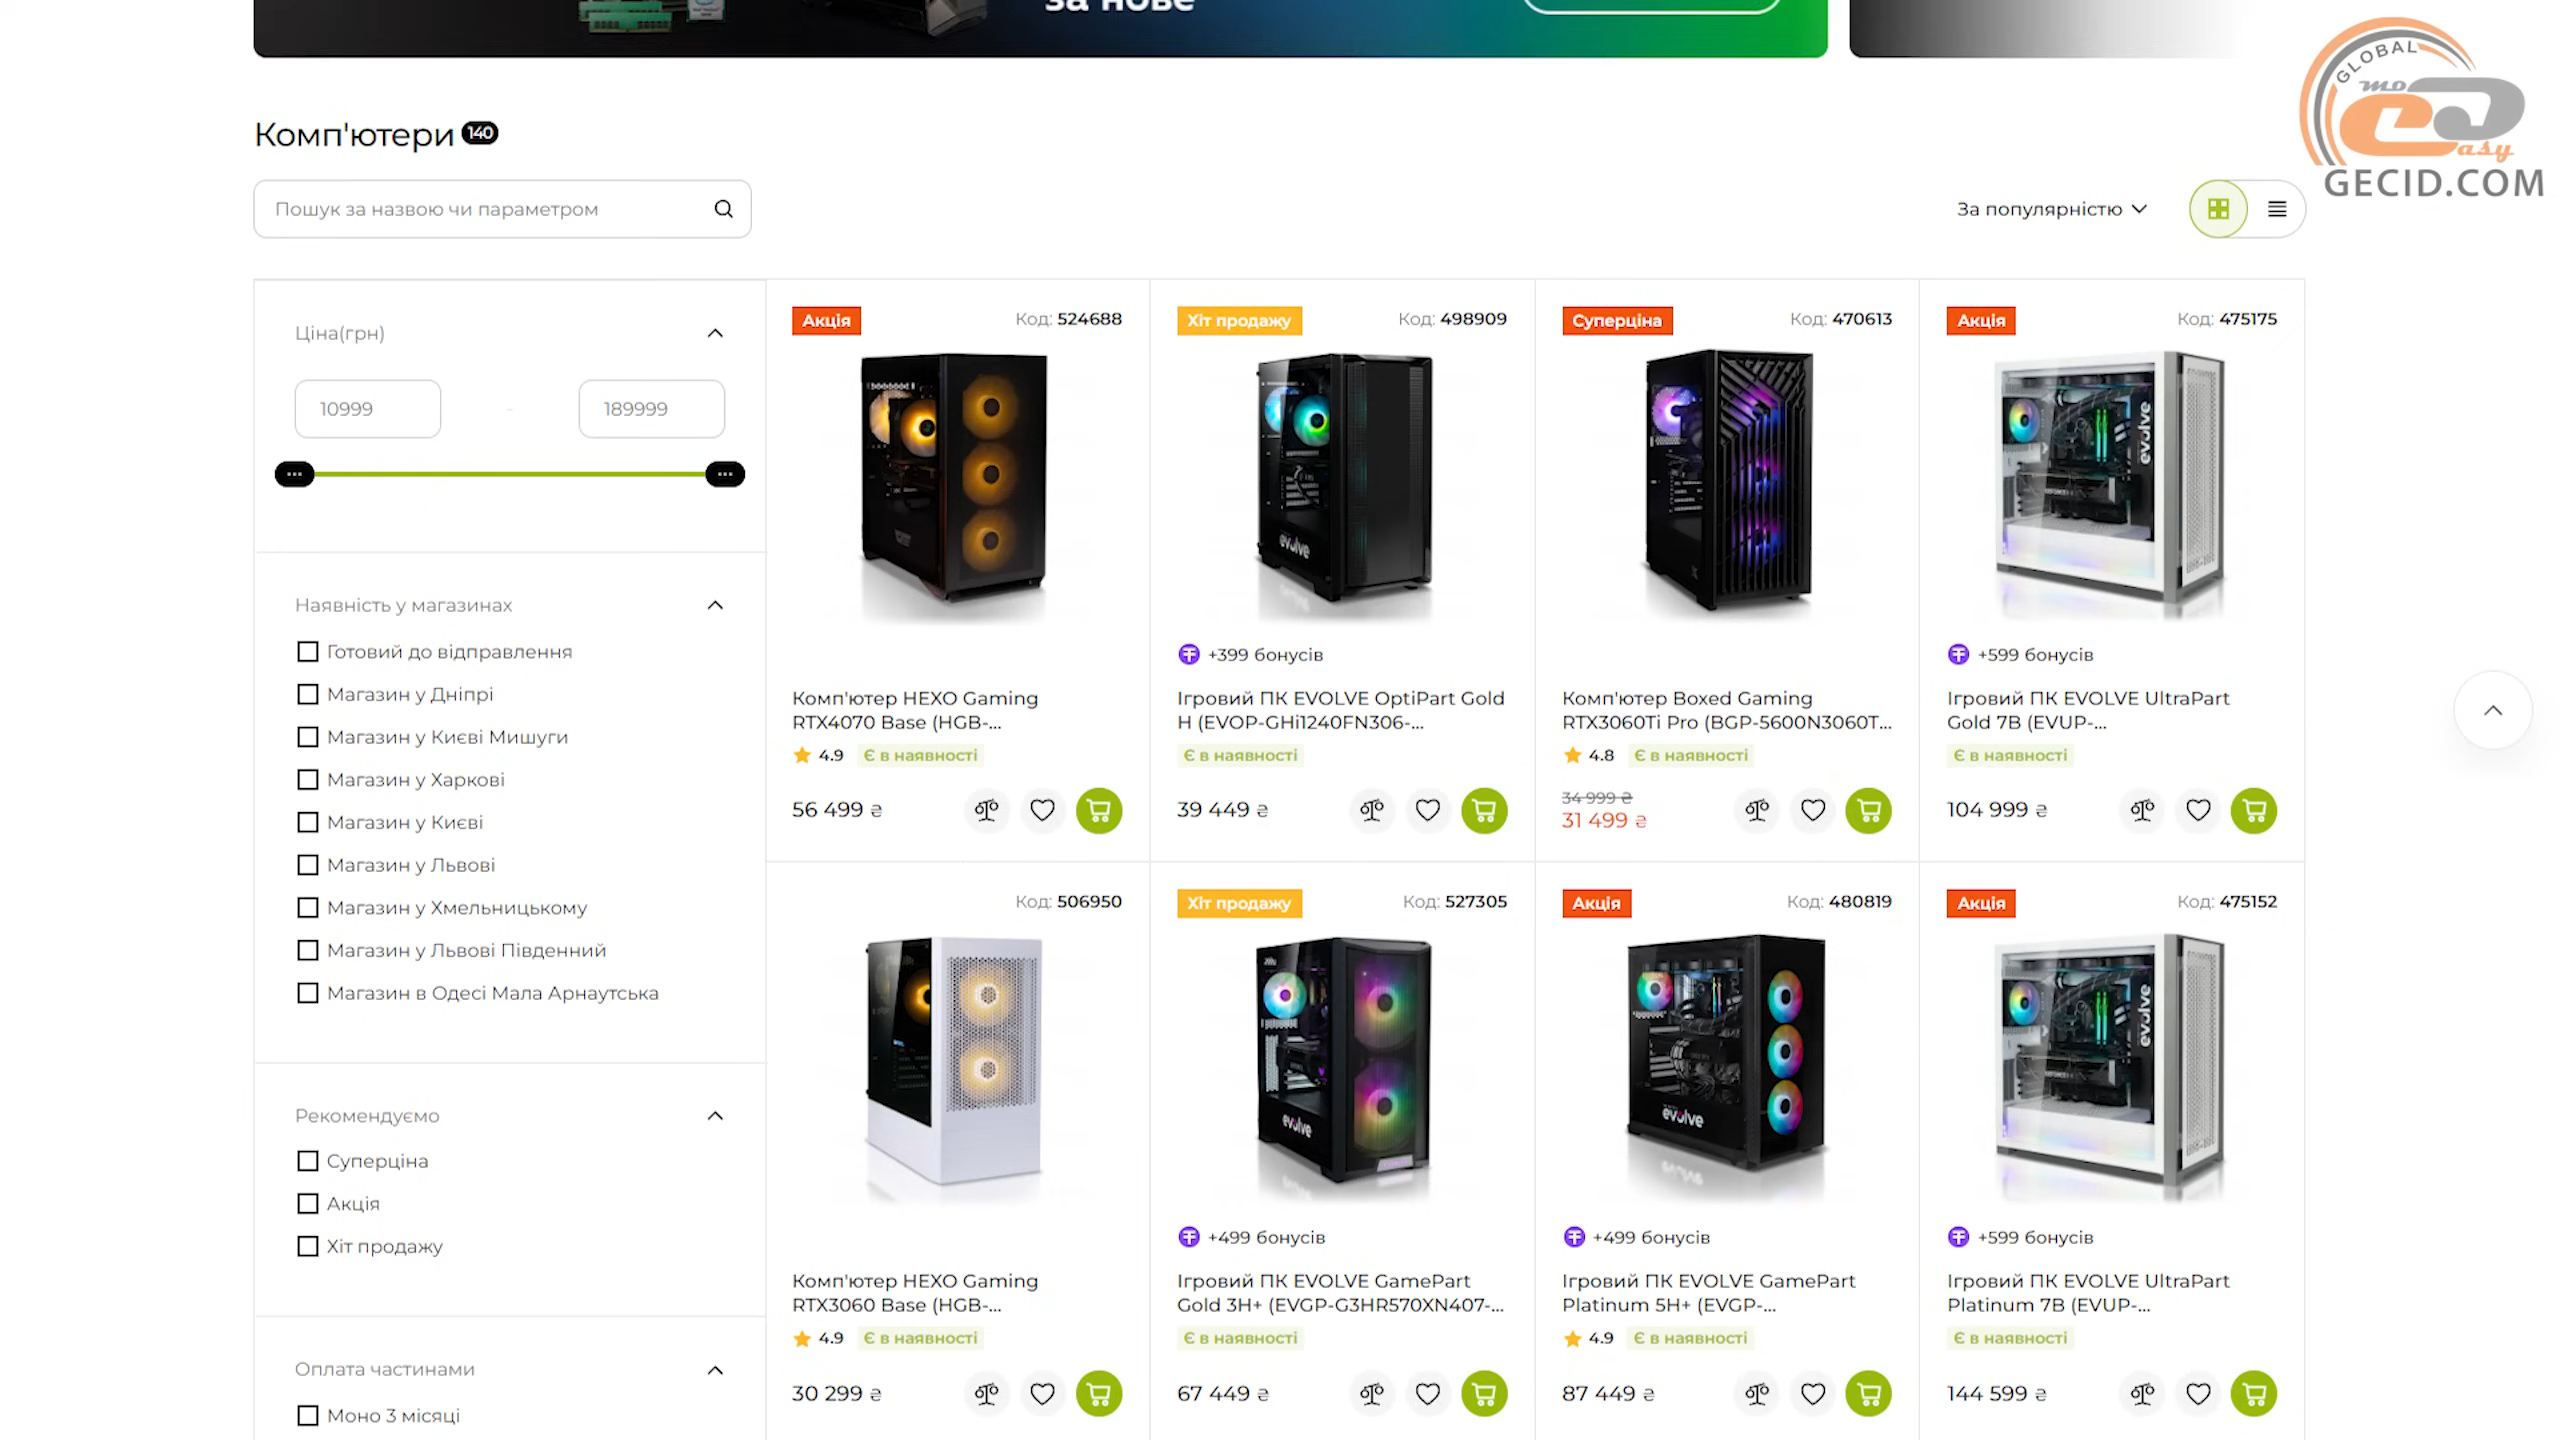 за нове
GLOBAL
mo
easy
GECID.COM
Комп'ютери 140
Пошук за назвою чи параметром
За популярністю
Ціна(грн)
10999 - 189999
Наявність у магазинах
Готовий до відправлення
Магазин у Дніпрі
Магазин у Києві Мишуги
Магазин у Харкові
Магазин у Києві
Магазин у Львові
Магазин у Хмельницькому
Магазин у Львові Південний
Магазин в Одесі Мала Арнаутська
Рекомендуємо
Суперціна
Акція
Хіт продажу
Оплата частинами
Моно 3 місяці
Акція Код: 524688
Комп'ютер HEXO Gaming
RTX4070 Base (HGB-...
4.9 Є в наявності
56 499 ₴
Хіт продажу Код: 498909
evolve
+399 бонусів
Ігровий ПК EVOLVE OptiPart Gold
H (EVOP-GHi1240FN306-...
Є в наявності
39 449 ₴
Суперціна Код: 470613
Комп'ютер Boxed Gaming
RTX3060Ti Pro (BGP-5600N3060T...
4.8 Є в наявності
34 999 ₴
31 499 ₴
Акція Код: 475175
evolve
+599 бонусів
Ігровий ПК EVOLVE UltraPart
Gold 7B (EVUP-...
Є в наявності
104 999 ₴
Код: 506950
Комп'ютер HEXO Gaming
RTX3060 Base (HGB-...
4.9 Є в наявності
30 299 ₴
Хіт продажу Код: 527305
evolve
+499 бонусів
Ігровий ПК EVOLVE GamePart
Gold 3H+ (EVGP-G3HR570XN407-...
Є в наявності
67 449 ₴
Акція Код: 480819
evolve
+499 бонусів
Ігровий ПК EVOLVE GamePart
Platinum 5H+ (EVGP-...
4.9 Є в наявності
87 449 ₴
Акція Код: 475152
evolve
+599 бонусів
Ігровий ПК EVOLVE UltraPart
Platinum 7B (EVUP-...
Є в наявності
144 599 ₴